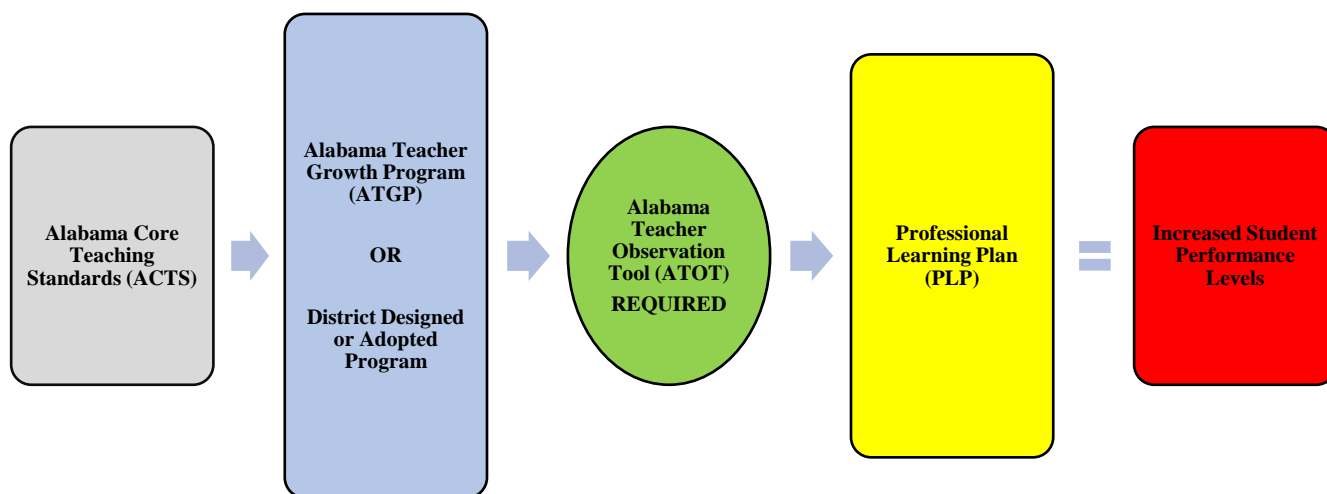 Alabama Core
Teaching
Standards (ACTS)
Alabama Teacher
Growth Program
(ATGP)
OR
District Designed
or Adopted
Program
Alabama
Teacher
Observation
Tool (ATOT)
REQUIRED
Professional
Learning Plan
(PLP)
Increased Student
Performance
Levels